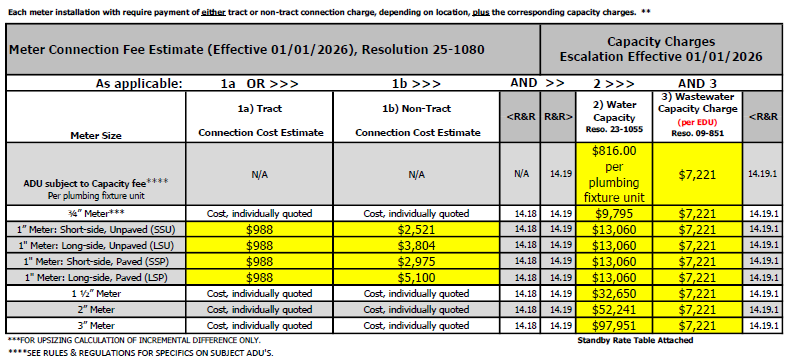 Each meter installation with require payment of either tract or non-tract connection charge, depending on location, plus the corresponding capacity charges. **
Meter Connection Fee Estimate (Effective 01/01/2026), Resolution 25-1080
Capacity Charges
Escalation Effective 01/01/2026
As applicable: 1a OR >>> 1b >>> AND >> 2 >>> AND 3
Meter Size
1a) Tract
Connection Cost Estimate
1b) Non-Tract
Connection Cost Estimate
<R&R
R&R>
2) Water
Capacity
Reso. 23-1055
3) Wastewater
Capacity Charge
(per EDU)
Reso. 09-851
<R&R
ADU subject to Capacity fee****
Per plumbing fixture unit
N/A
N/A
N/A
14.19
$816.00
per
plumbing
fixture unit
$7,221
14.19.1
¾" Meter*** Cost, individually quoted Cost, individually quoted 14.18 14.19 $9,795 $7,221 14.19.1
1" Meter: Short-side, Unpaved (SSU) $988 $2,521 14.18 14.19 $13,060 $7,221 14.19.1
1" Meter: Long-side, Unpaved (LSU) $988 $3,804 14.18 14.19 $13,060 $7,221 14.19.1
1" Meter: Short-side, Paved (SSP) $988 $2,975 14.18 14.19 $13,060 $7,221 14.19.1
1" Meter: Long-side, Paved (LSP) $988 $5,100 14.18 14.19 $13,060 $7,221 14.19.1
1 ½" Meter Cost, individually quoted Cost, individually quoted 14.18 14.19 $32,650 $7,221 14.19.1
2" Meter Cost, individually quoted Cost, individually quoted 14.18 14.19 $52,241 $7,221 14.19.1
3" Meter Cost, individually quoted Cost, individually quoted 14.18 14.19 $97,951 $7,221 14.19.1
***FOR UPSIZING CALCULATION OF INCREMENTAL DIFFERENCE ONLY. Standby Rate Table Attached
****SEE RULES & REGULATIONS FOR SPECIFICS ON SUBJECT ADU'S.